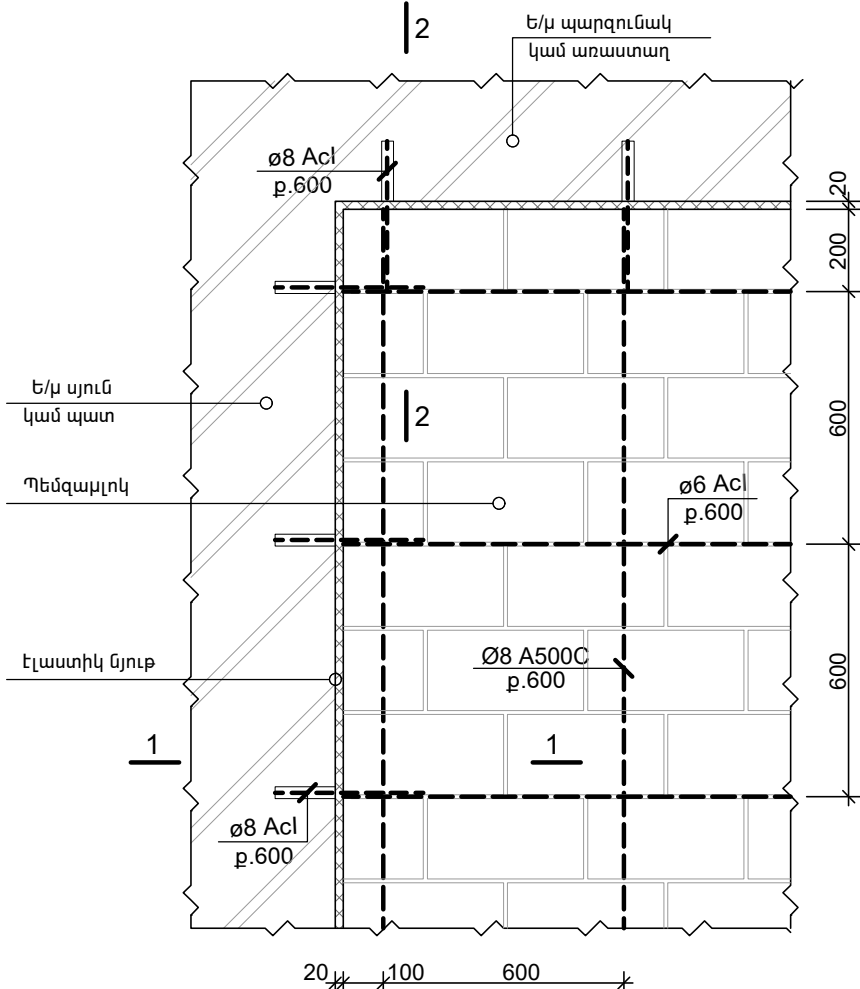 2
Ե/մ պարզունակ
կամ առաստաղ
ø8 AcI
ք.600
20
200
Ե/մ սյուն
կամ պատ
2
600
Պեմզաբլոկ
ø6 AcI
ք.600
էլաստիկ նյութ
Ø8 A500C
ք.600
600
1
1
ø8 AcI
ք.600
20
100
600